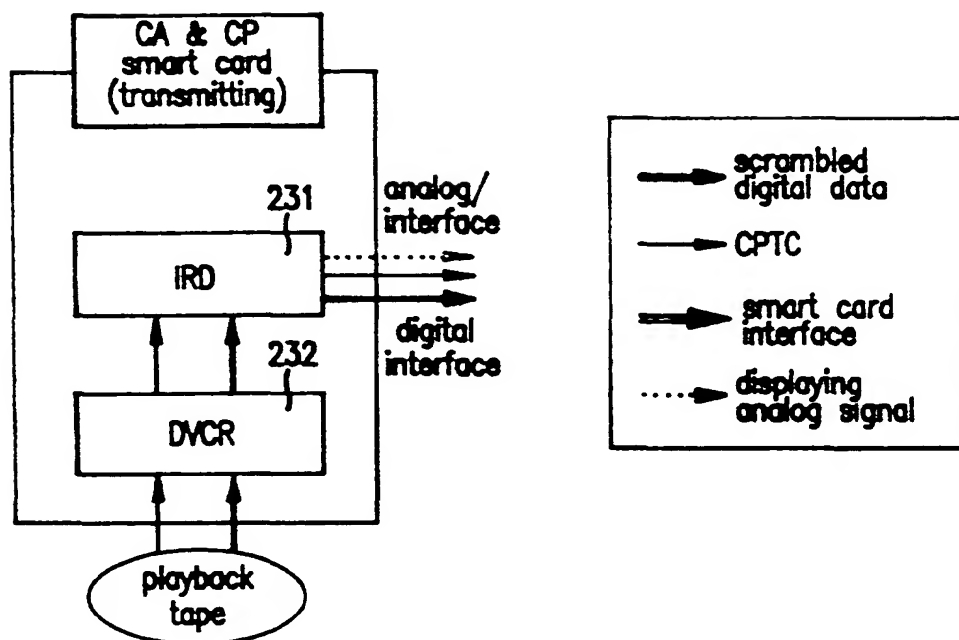 CA & CP
smart card
(transmitting)
231
analog/
interface
IRD
digital
interface
232
DVCR
playback
tape
scrambled
digital data
CPTC
smart card
interface
displaying
analog signal